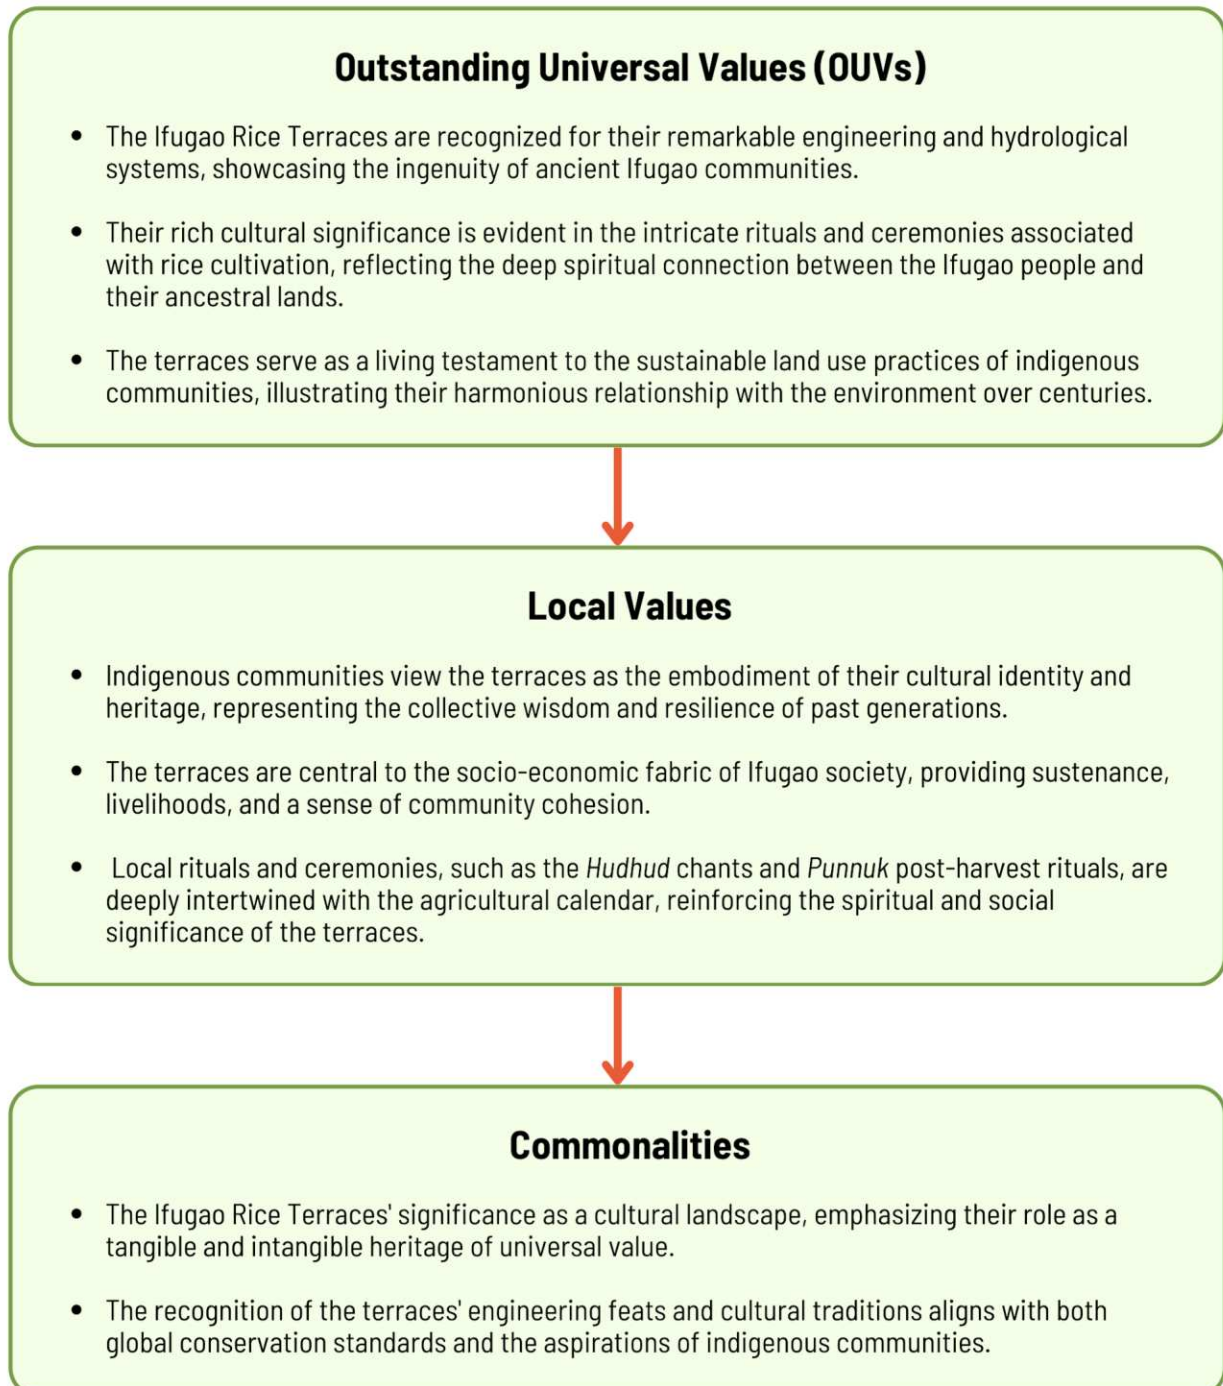 Outstanding Universal Values (OUVs)
• The Ifugao Rice Terraces are recognized for their remarkable engineering and hydrological
systems, showcasing the ingenuity of ancient Ifugao communities.
• Their rich cultural significance is evident in the intricate rituals and ceremonies associated
with rice cultivation, reflecting the deep spiritual connection between the Ifugao people and
their ancestral lands.
• The terraces serve as a living testament to the sustainable land use practices of indigenous
communities, illustrating their harmonious relationship with the environment over centuries.
Local Values
• Indigenous communities view the terraces as the embodiment of their cultural identity and
heritage, representing the collective wisdom and resilience of past generations.
• The terraces are central to the socio-economic fabric of Ifugao society, providing sustenance,
livelihoods, and a sense of community cohesion.
• Local rituals and ceremonies, such as the Hudhud chants and Punnuk post-harvest rituals, are
deeply intertwined with the agricultural calendar, reinforcing the spiritual and social
significance of the terraces.
Commonalities
• The Ifugao Rice Terraces' significance as a cultural landscape, emphasizing their role as a
tangible and intangible heritage of universal value.
• The recognition of the terraces' engineering feats and cultural traditions aligns with both
global conservation standards and the aspirations of indigenous communities.